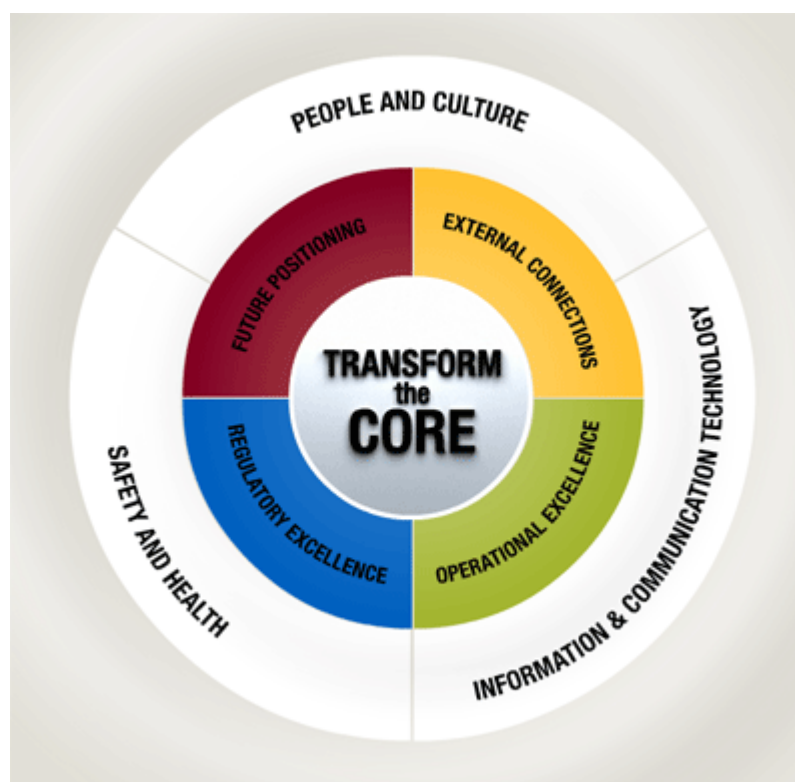 PEOPLE AND CULTURE
FUTURE POSITIONING
EXTERNAL CONNECTIONS
TRANSFORM
the
CORE
REGULATORY EXCELLENCE
OPERATIONAL EXCELLENCE
SAFETY AND HEALTH
INFORMATION & COMMUNICATION TECHNOLOGY